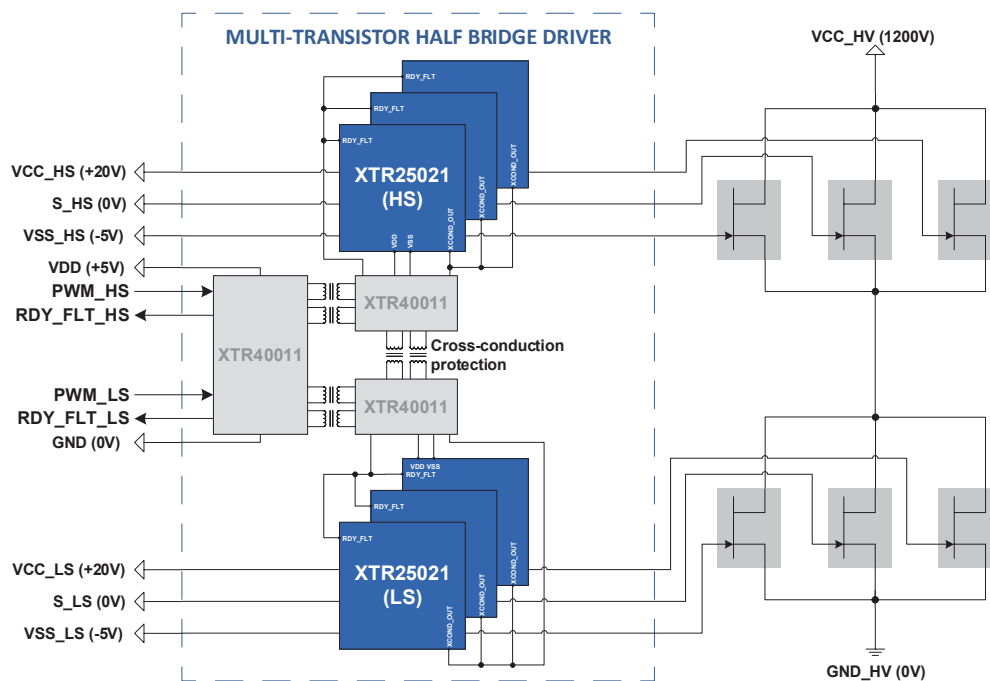 MULTI-TRANSISTOR HALF BRIDGE DRIVER
VCC_HV (1200V)
RDY_FLT
RDY_FLT
RDY_FLT
XTR25021
(HS)
XCOND_OUT
XCOND_OUT
XCOND_OUT
VDD
VSS
VCC_HS (+20V)
S_HS (0V)
VSS_HS (-5V)
VDD (+5V)
PWM_HS
RDY_FLT_HS
XTR40011
XTR40011
Cross-conduction
protection
XTR40011
PWM_LS
RDY_FLT_LS
GND (0V)
VDD VSS
RDY_FLT
RDY_FLT
RDY_FLT
XTR25021
(LS)
XCOND_OUT
XCOND_OUT
XCOND_OUT
VCC_LS (+20V)
S_LS (0V)
VSS_LS (-5V)
GND_HV (0V)